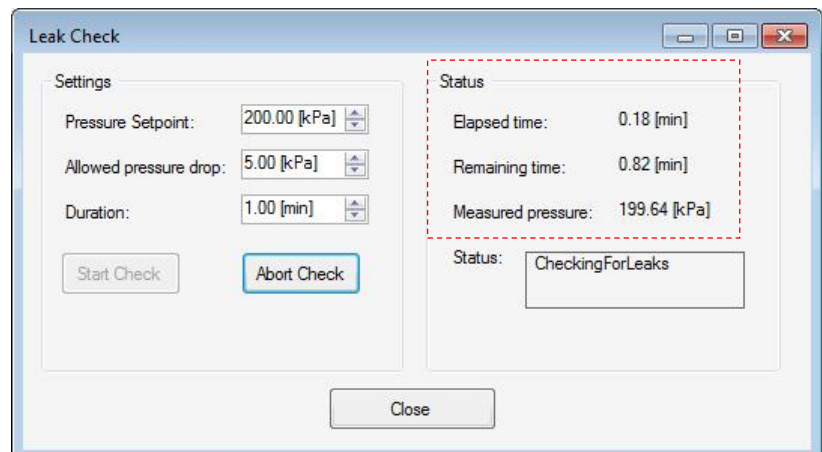 Leak Check
Settings
Pressure Setpoint: 200.00 [kPa]
Allowed pressure drop: 5.00 [kPa]
Duration: 1.00 [min]
Start Check Abort Check
Status
Elapsed time: 0.18 [min]
Remaining time: 0.82 [min]
Measured pressure: 199.64 [kPa]
Status: CheckingForLeaks
Close